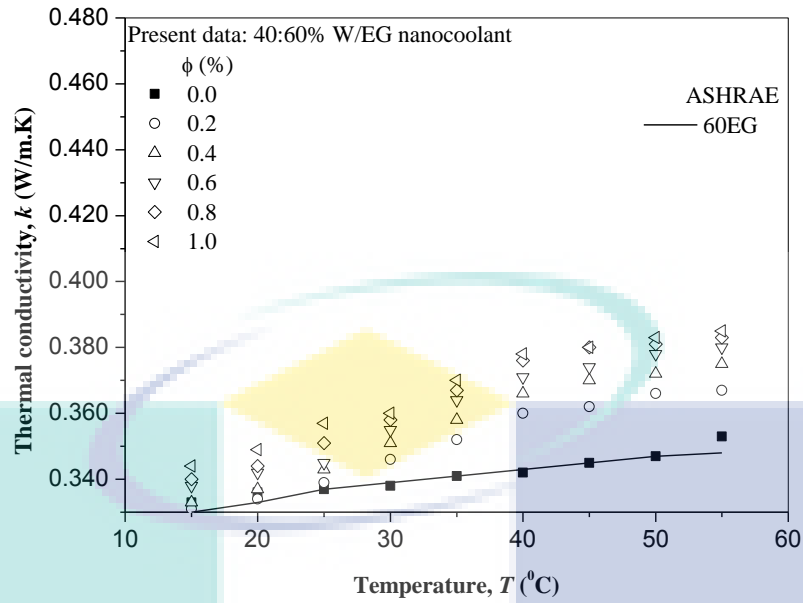 Present data: 40:60% W/EG nanocoolant
ϕ (%)
0.0
0.2
0.4
0.6
0.8
1.0
ASHRAE
60EG
Thermal conductivity, k (W/m.K)
0.480
0.460
0.440
0.420
0.400
0.380
0.360
0.340
10 20 30 40 50 60
Temperature, T (⁰C)